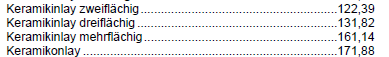 Keramikinlay zweiflächig ............................................................122,39
Keramikinlay dreiflächig ............................................................131,82
Keramikinlay mehrflächig ..........................................................161,14
Keramikonlay ............................................................................171,88